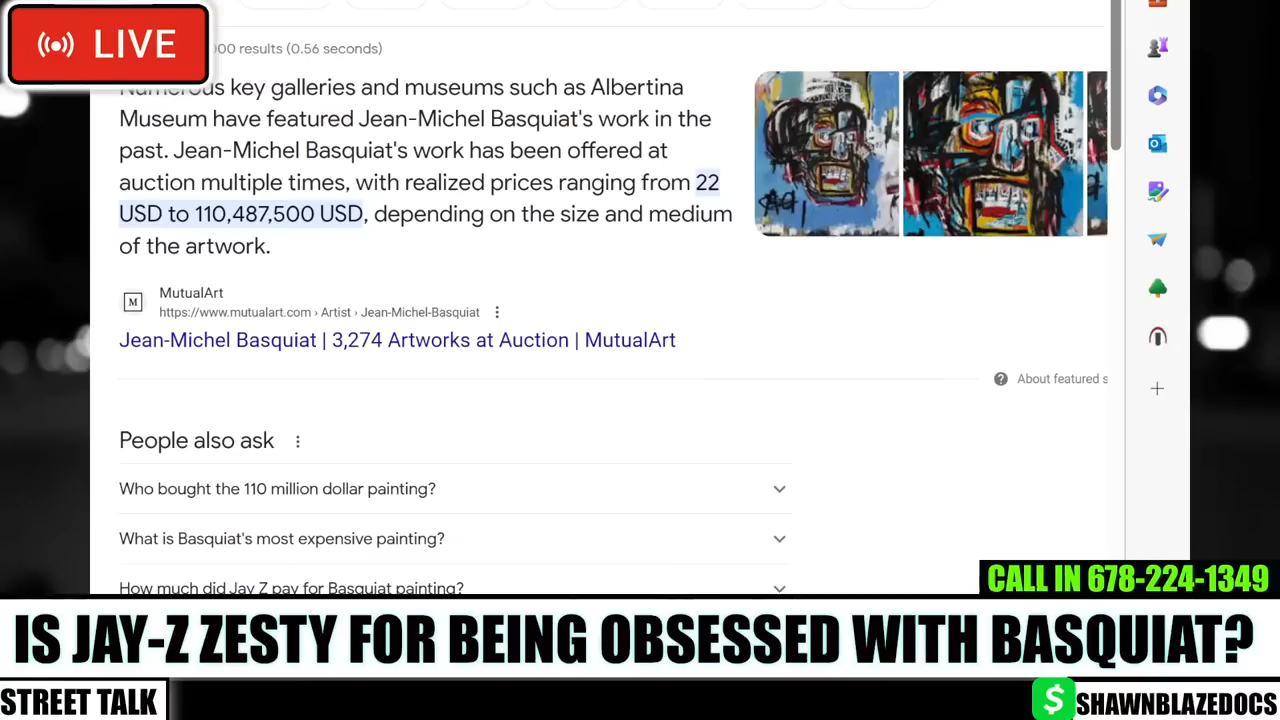 LIVE
000 results (0.56 seconds)
Numerous key galleries and museums such as Albertina
Museum have featured Jean-Michel Basquiat's work in the
past. Jean-Michel Basquiat's work has been offered at
auction multiple times, with realized prices ranging from 22
USD to 110,487,500 USD, depending on the size and medium
of the artwork.
M
MutualArt
https://www.mutualart.com › Artist › Jean-Michel-Basquiat
Jean-Michel Basquiat | 3,274 Artworks at Auction | MutualArt
About featured s
People also ask
Who bought the 110 million dollar painting?
What is Basquiat's most expensive painting?
How much did Jay Z pay for Basquiat painting?
CALL IN 678-224-1349
IS JAY-Z ZESTY FOR BEING OBSESSED WITH BASQUIAT?
STREET TALK
$ SHAWNBLAZEDOCS